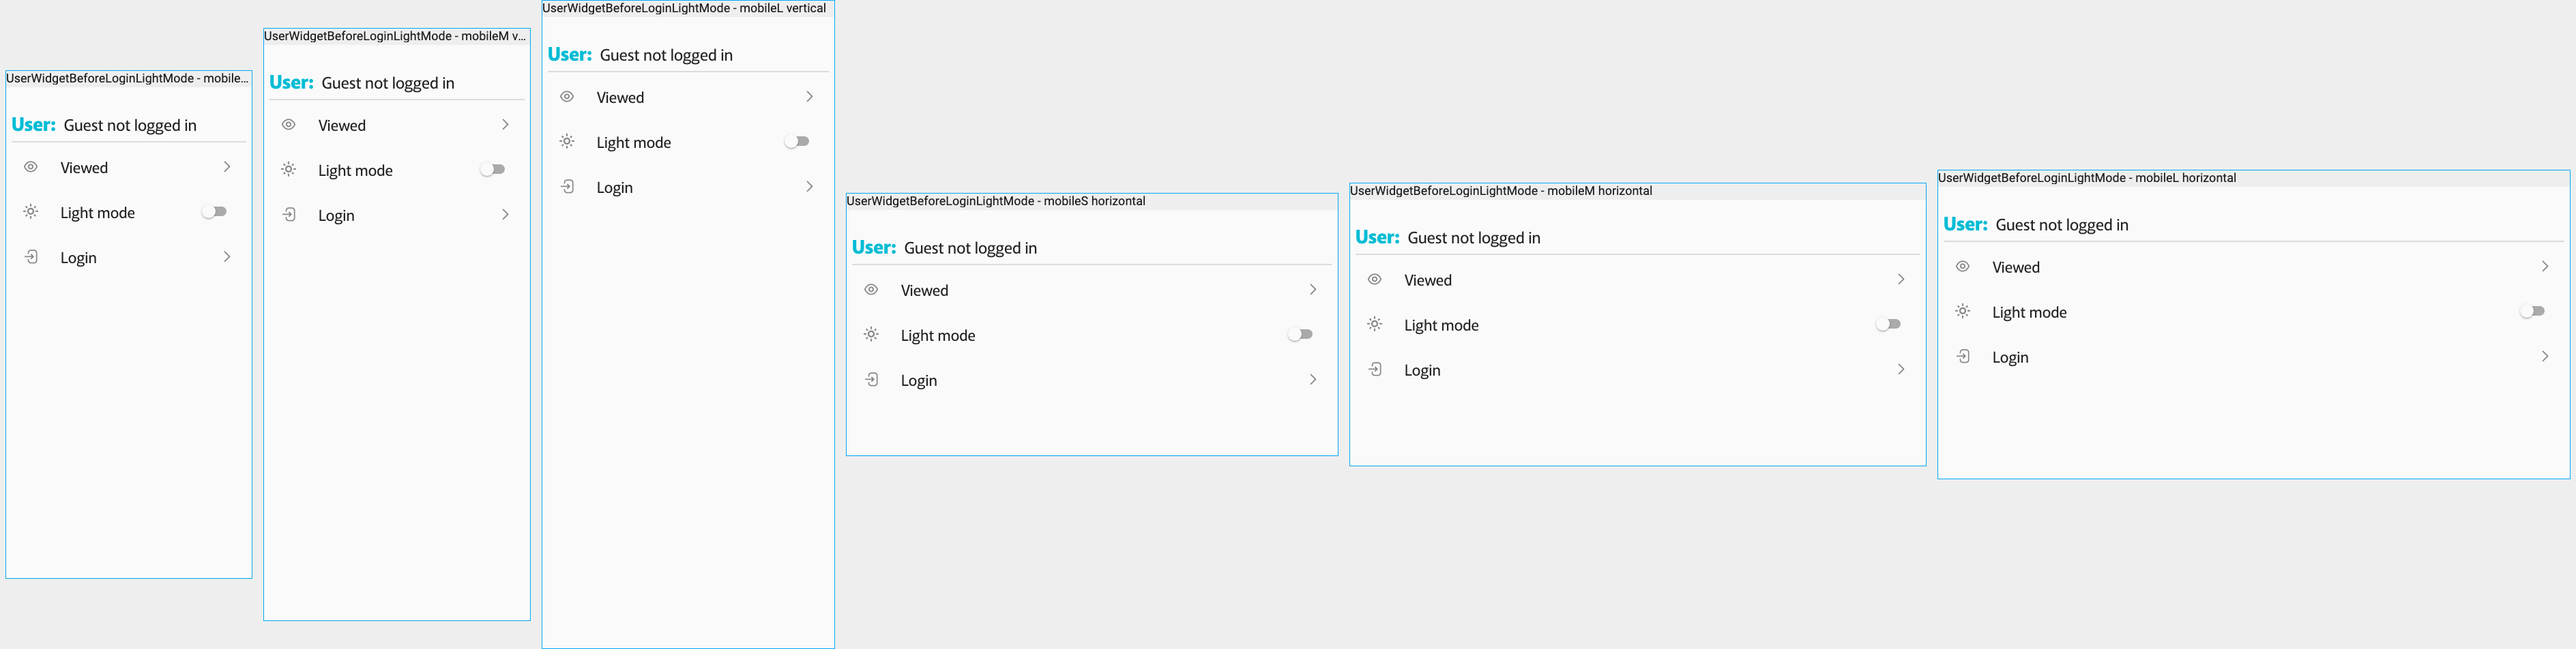 UserWidgetBeforeLoginLightMode - mobile...
User: Guest not logged in
Viewed
Light mode
Login
UserWidgetBeforeLoginLightMode - mobileM v...
User: Guest not logged in
Viewed
Light mode
Login
UserWidgetBeforeLoginLightMode - mobileL vertical
User: Guest not logged in
Viewed
Light mode
Login
UserWidgetBeforeLoginLightMode - mobileS horizontal
User: Guest not logged in
Viewed
Light mode
Login
UserWidgetBeforeLoginLightMode - mobileM horizontal
User: Guest not logged in
Viewed
Light mode
Login
UserWidgetBeforeLoginLightMode - mobileL horizontal
User: Guest not logged in
Viewed
Light mode
Login